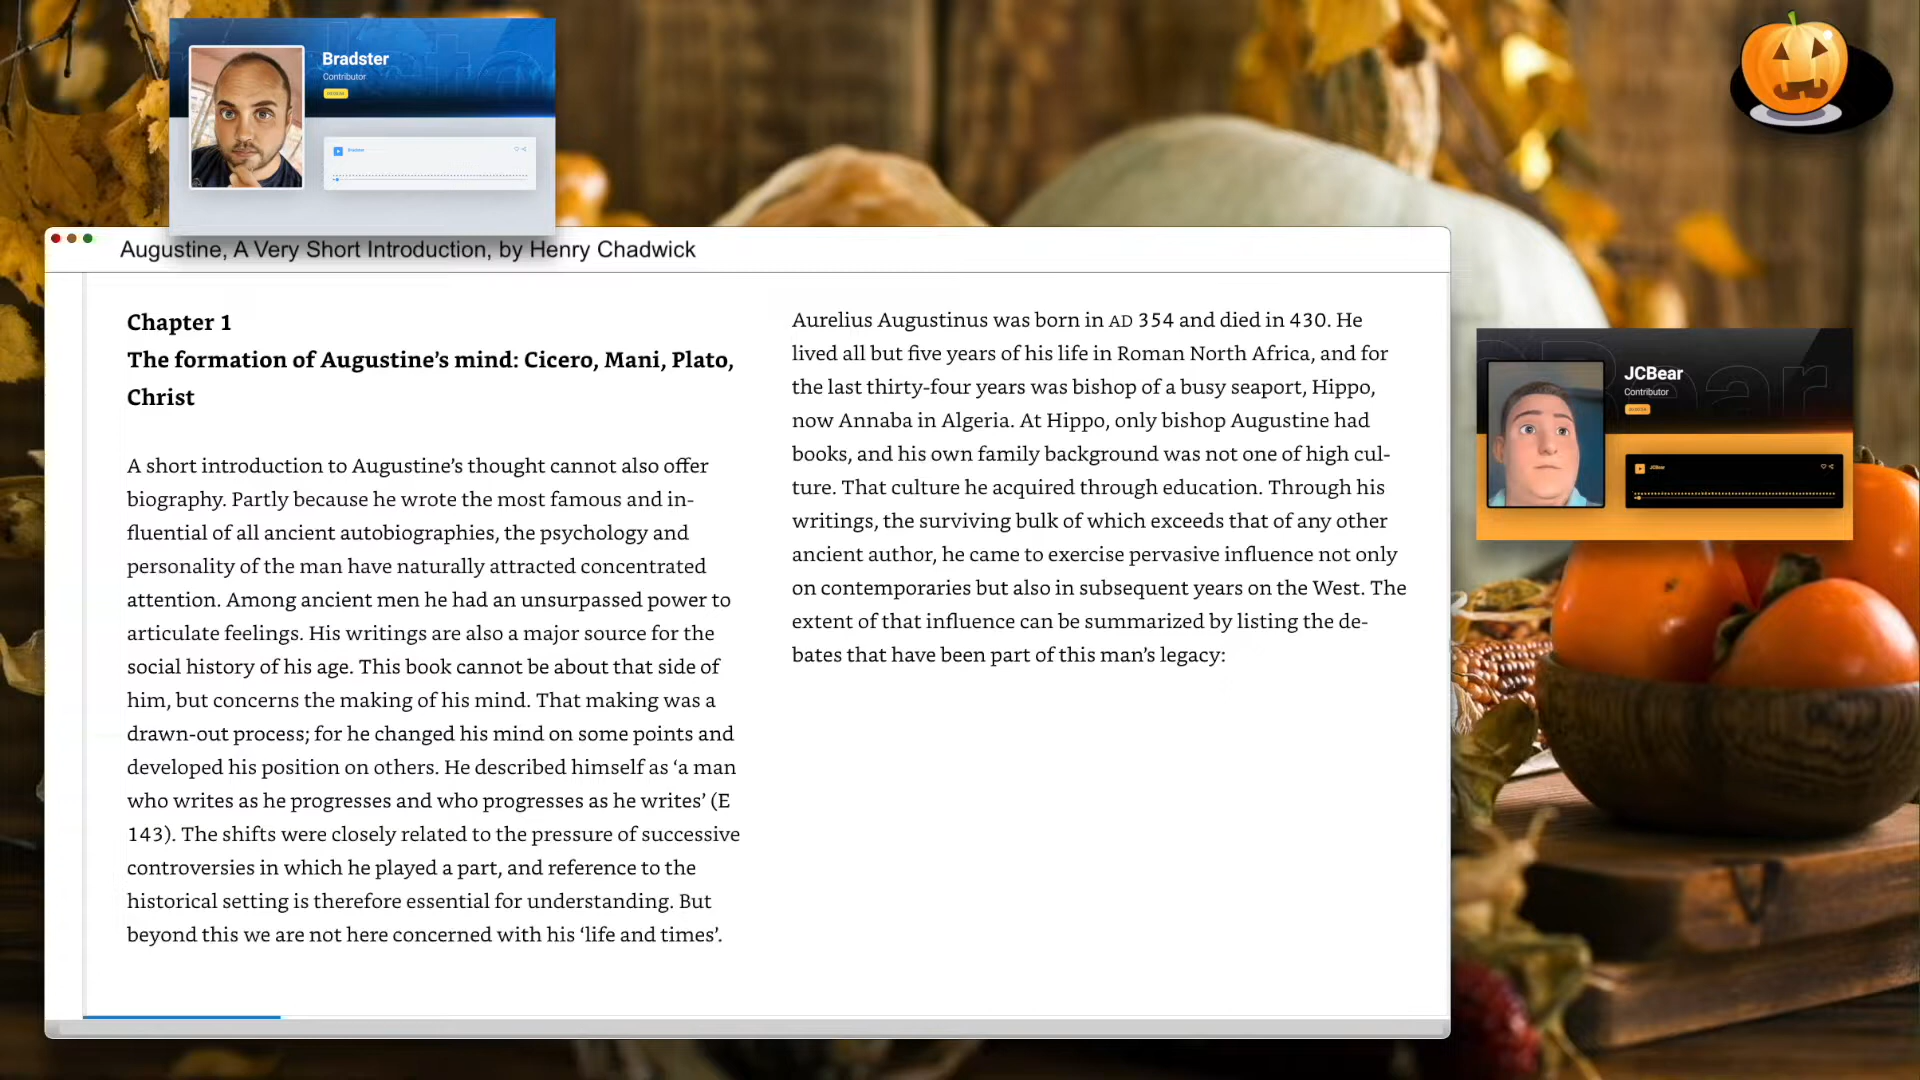 Bradster
Contributor
Augustine, A Very Short Introduction, by Henry Chadwick
Chapter 1
The formation of Augustine’s mind: Cicero, Mani, Plato,
Christ
A short introduction to Augustine’s thought cannot also offer
biography. Partly because he wrote the most famous and in-
fluential of all ancient autobiographies, the psychology and
personality of the man have naturally attracted concentrated
attention. Among ancient men he had an unsurpassed power to
articulate feelings. His writings are also a major source for the
social history of his age. This book cannot be about that side of
him, but concerns the making of his mind. That making was a
drawn-out process; for he changed his mind on some points and
developed his position on others. He described himself as ‘a man
who writes as he progresses and who progresses as he writes’ (E
143). The shifts were closely related to the pressure of successive
controversies in which he played a part, and reference to the
historical setting is therefore essential for understanding. But
beyond this we are not here concerned with his ‘life and times’.
Aurelius Augustinus was born in AD 354 and died in 430. He
lived all but five years of his life in Roman North Africa, and for
the last thirty-four years was bishop of a busy seaport, Hippo,
now Annaba in Algeria. At Hippo, only bishop Augustine had
books, and his own family background was not one of high cul-
ture. That culture he acquired through education. Through his
writings, the surviving bulk of which exceeds that of any other
ancient author, he came to exercise pervasive influence not only
on contemporaries but also in subsequent years on the West. The
extent of that influence can be summarized by listing the de-
bates that have been part of this man’s legacy:
JCBear
Contributor
JCBear